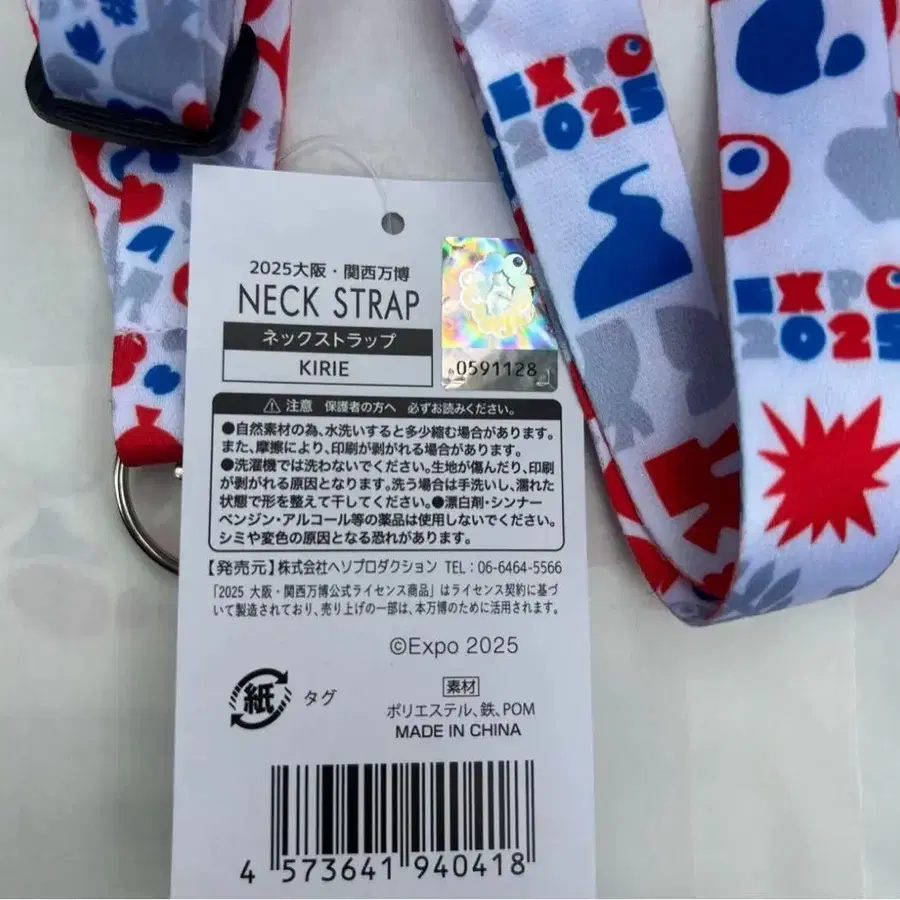 EXPO
2025
EXPO
2025
2025大阪・関西万博
NECK STRAP
ネックストラップ
KIRIE
0591128
注意 保護者の方へ 必ずお読みください。
●自然素材の為、水洗いすると多少縮む場合があります。
また、摩擦により、印刷が剥がれる場合があります。
●洗濯機では洗わないでください。生地が傷んだり、印刷
が剥がれる原因となります。洗う場合は手洗いし、濡れた
状態で形を整えて干してください。●漂白剤・シンナー
ベンジン・アルコール等の薬品は使用しないでください。
シミや変色の原因となる恐れがあります。
【発売元】株式会社ヘソプロダクション TEL：06-6464-5566
「2025 大阪・関西万博公式ライセンス商品」はライセンス契約に基づ
いて製造されており、売り上げの一部は、本万博のために活用されます。
©Expo 2025
紙 タグ
素材
ポリエステル、鉄、POM
MADE IN CHINA
4 573641 940418